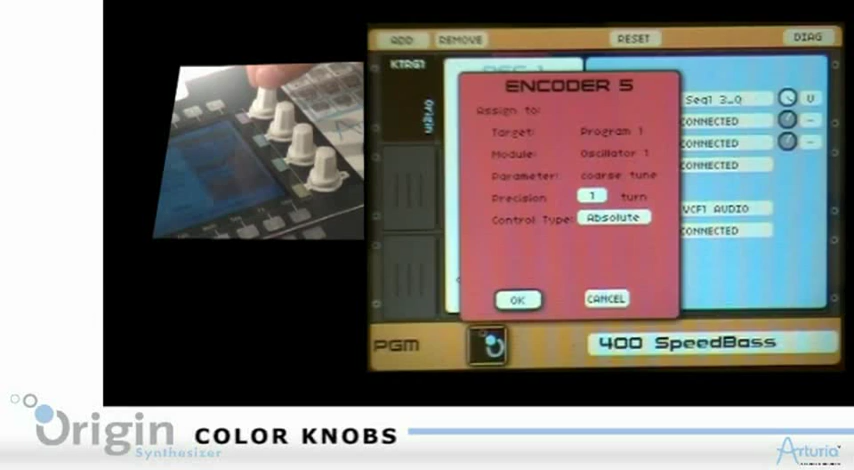 ADD REMOVE RESET DIAG
KTRG1
origin
ENCODER 5
Assign to:
Target: Program 1
Module: Oscillator 1
Parameter: coarse tune
Precision 1 turn
Control Type: Absolute
OK CANCEL
Seq1 3_O U
CONNECTED
CONNECTED
CONNECTED
VCF1 AUDIO
CONNECTED
PGM 400 SpeedBass
Origin
Synthesizer
COLOR KNOBS
Arturia